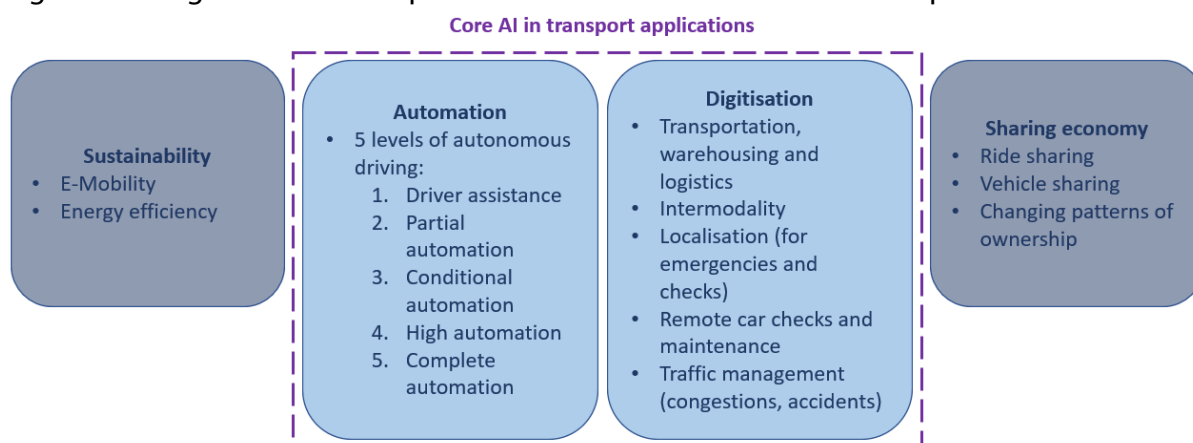 Core AI in transport applications
Sustainability
• E-Mobility
• Energy efficiency
Automation
• 5 levels of autonomous
driving:
1. Driver assistance
2. Partial
automation
3. Conditional
automation
4. High automation
5. Complete
automation
Digitisation
• Transportation,
warehousing and
logistics
• Intermodality
• Localisation (for
emergencies and
checks)
• Remote car checks and
maintenance
• Traffic management
(congestions, accidents)
Sharing economy
• Ride sharing
• Vehicle sharing
• Changing patterns of
ownership